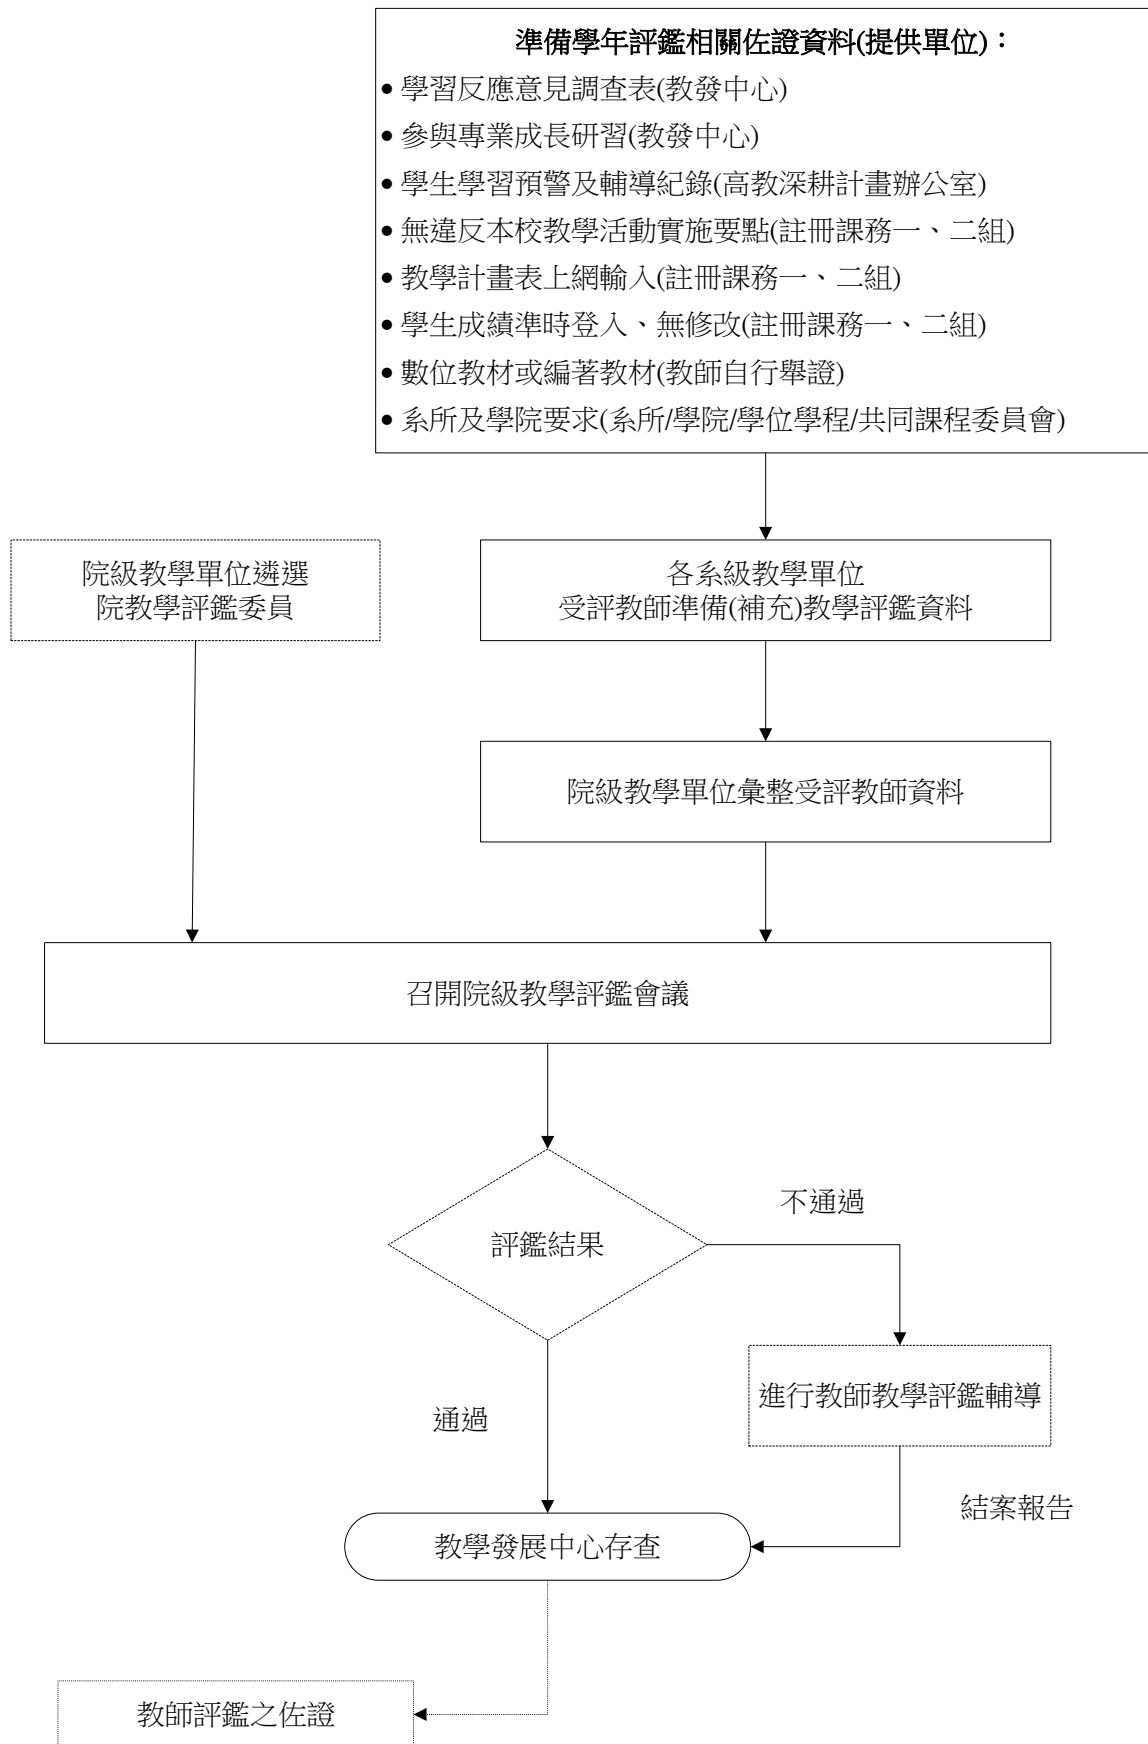 準備學年評鑑相關佐證資料(提供單位)：
• 學習反應意見調查表(教發中心)
• 參與專業成長研習(教發中心)
• 學生學習預警及輔導紀錄(高教深耕計畫辦公室)
• 無違反本校教學活動實施要點(註冊課務一、二組)
• 教學計畫表上網輸入(註冊課務一、二組)
• 學生成績準時登入、無修改(註冊課務一、二組)
• 數位教材或編著教材(教師自行舉證)
• 系所及學院要求(系所/學院/學位學程/共同課程委員會)
院級教學單位遴選
院教學評鑑委員
各系級教學單位
受評教師準備(補充)教學評鑑資料
院級教學單位彙整受評教師資料
召開院級教學評鑑會議
評鑑結果
不通過
進行教師教學評鑑輔導
通過
結案報告
教學發展中心存查
教師評鑑之佐證